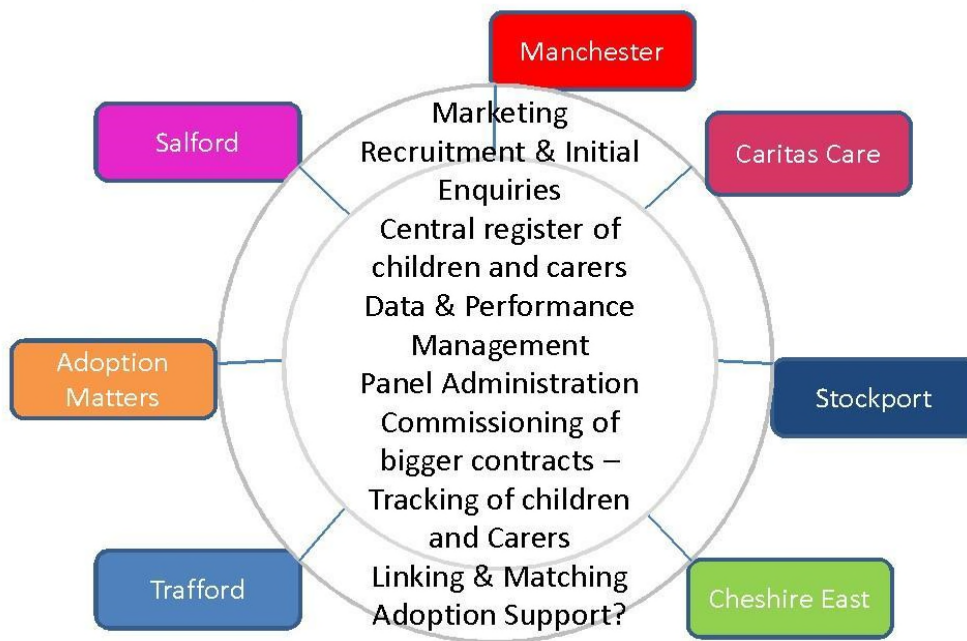 Manchester
Salford
Caritas Care
Marketing
Recruitment & Initial
Enquiries
Central register of
children and carers
Data & Performance
Management
Panel Administration
Commissioning of
bigger contracts –
Tracking of children
and Carers
Linking & Matching
Adoption Support?
Adoption
Matters
Stockport
Trafford
Cheshire East